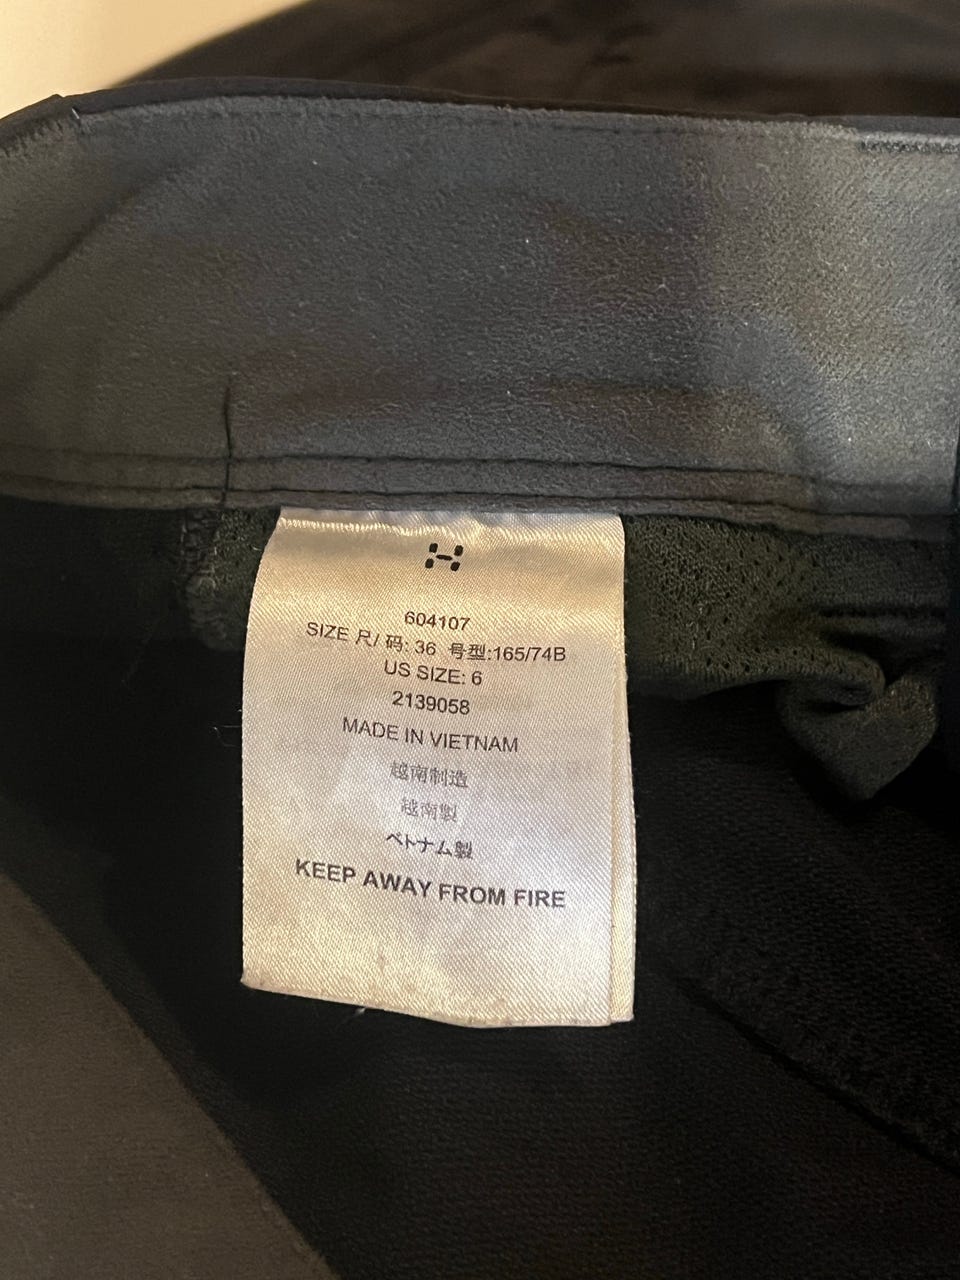 604107
SIZE 尺/ 码: 36 号型:165/74B
US SIZE: 6
2139058
MADE IN VIETNAM
越南制造
越南製
ベトナム製
KEEP AWAY FROM FIRE